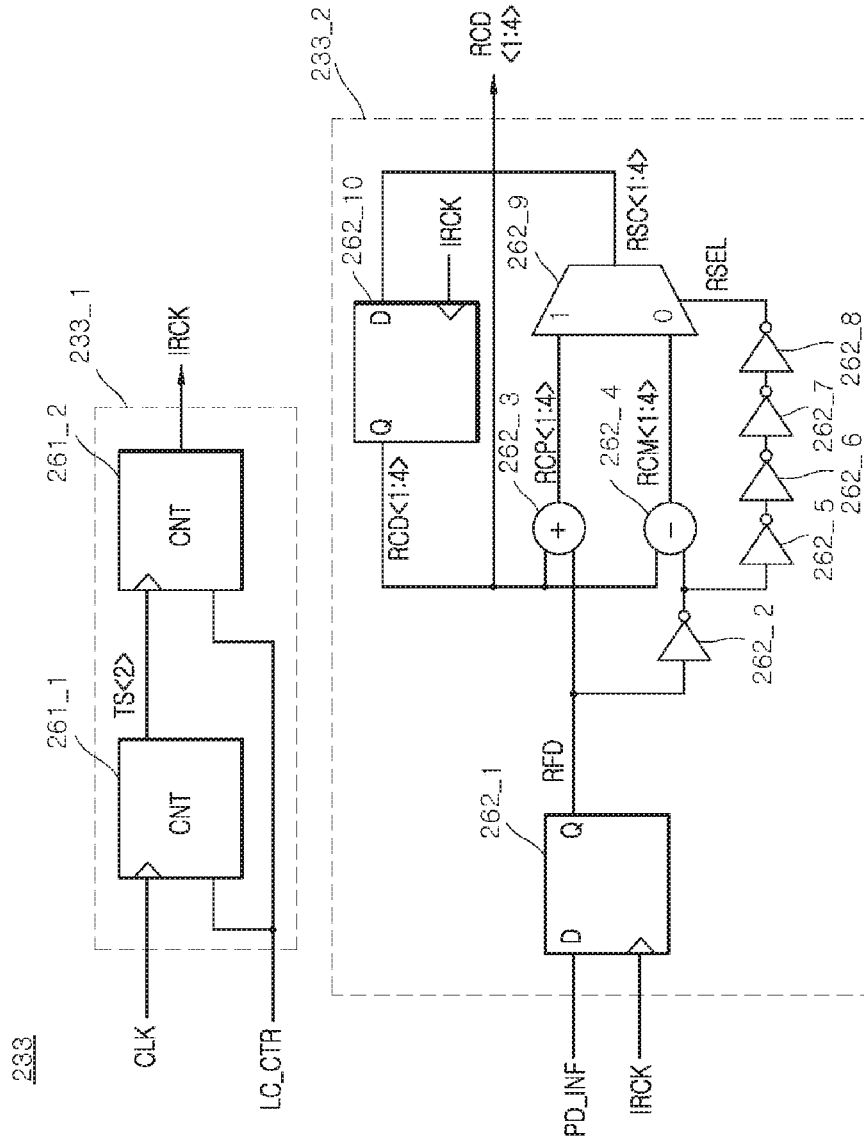 233
233_1
261_1
261_2
CLK
CNT
TS<2>
CNT
IRCK
LC_CTR
233_2
262_10
RCD<1:4>
Q
D
IRCK
RCD
<1:4>
262_9
262_3
RCP<1:4>
1
RSC<1:4>
262_4
RCM<1:4>
0
RSEL
+
-
262_1
PD_INF
D
Q
RFD
IRCK
262_2
262_5
262_6
262_7
262_8